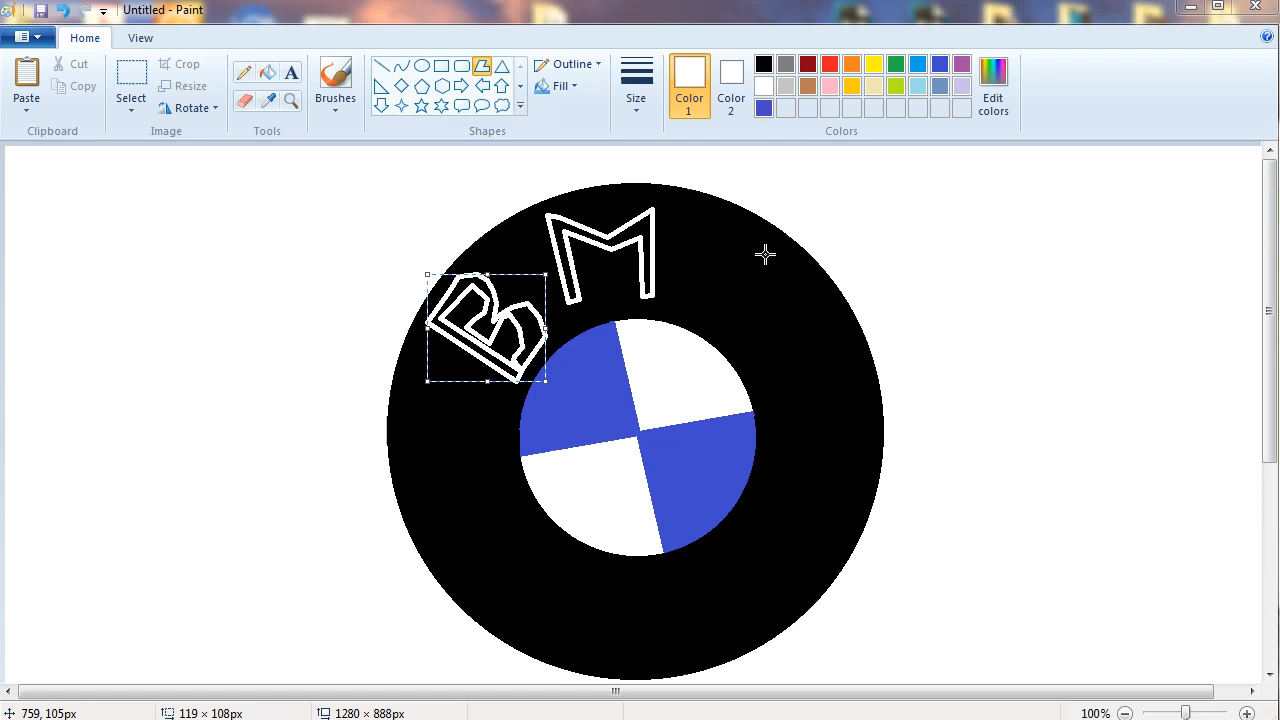 Untitled - Paint
Home View
Paste
Cut
Copy
Clipboard
Select
Crop
Resize
Rotate
Image
Tools
Brushes
Outline
Fill
Shapes
Size
Color 1
Color 2
Edit colors
Colors
B M
759, 105px
119 × 108px
1280 × 888px
100%